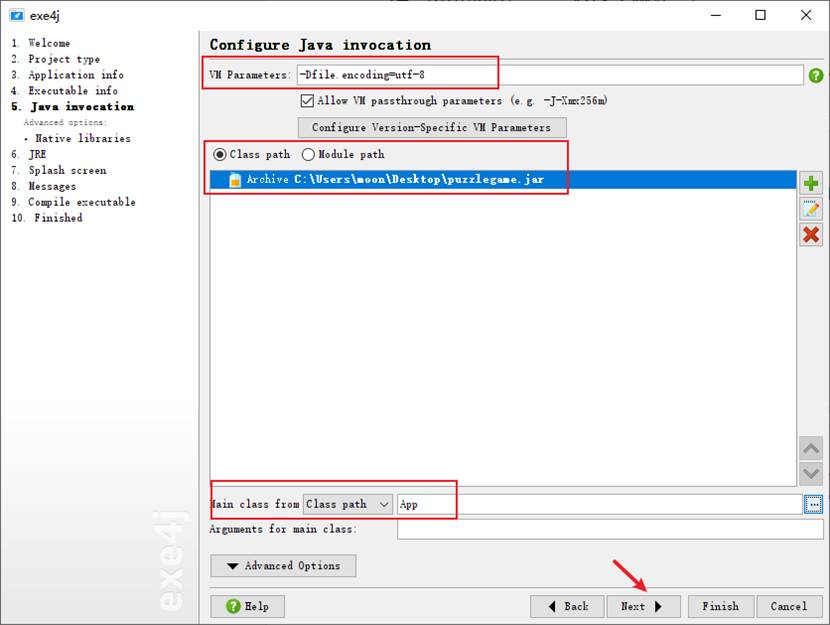 exe4j
1. Welcome
2. Project type
3. Application info
4. Executable info
5. Java invocation
Advanced options:
• Native libraries
6. JRE
7. Splash screen
8. Messages
9. Compile executable
10. Finished
exe4j
Configure Java invocation
VM Parameters: -Dfile.encoding=utf-8
Allow VM passthrough parameters (e.g. -J-Xmx256m)
Configure Version-Specific VM Parameters
Class path Module path
Archive C:\Users\moon\Desktop\puzzlegame.jar
Main class from Class path App ...
Arguments for main class:
Advanced Options
Help Back Next Finish Cancel